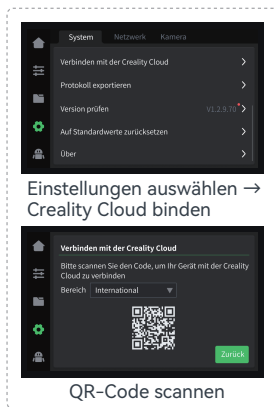 System Netzwerk Kamera
Verbinden mit der Creality Cloud
Protokoll exportieren
Version prüfen V1.2.9.70
Auf Standardwerte zurücksetzen
Über
Einstellungen auswählen →
Creality Cloud binden
Verbinden mit der Creality Cloud
Bitte scannen Sie den Code, um Ihr Gerät mit der Creality
Cloud zu verbinden
Bereich International
Zurück
QR-Code scannen